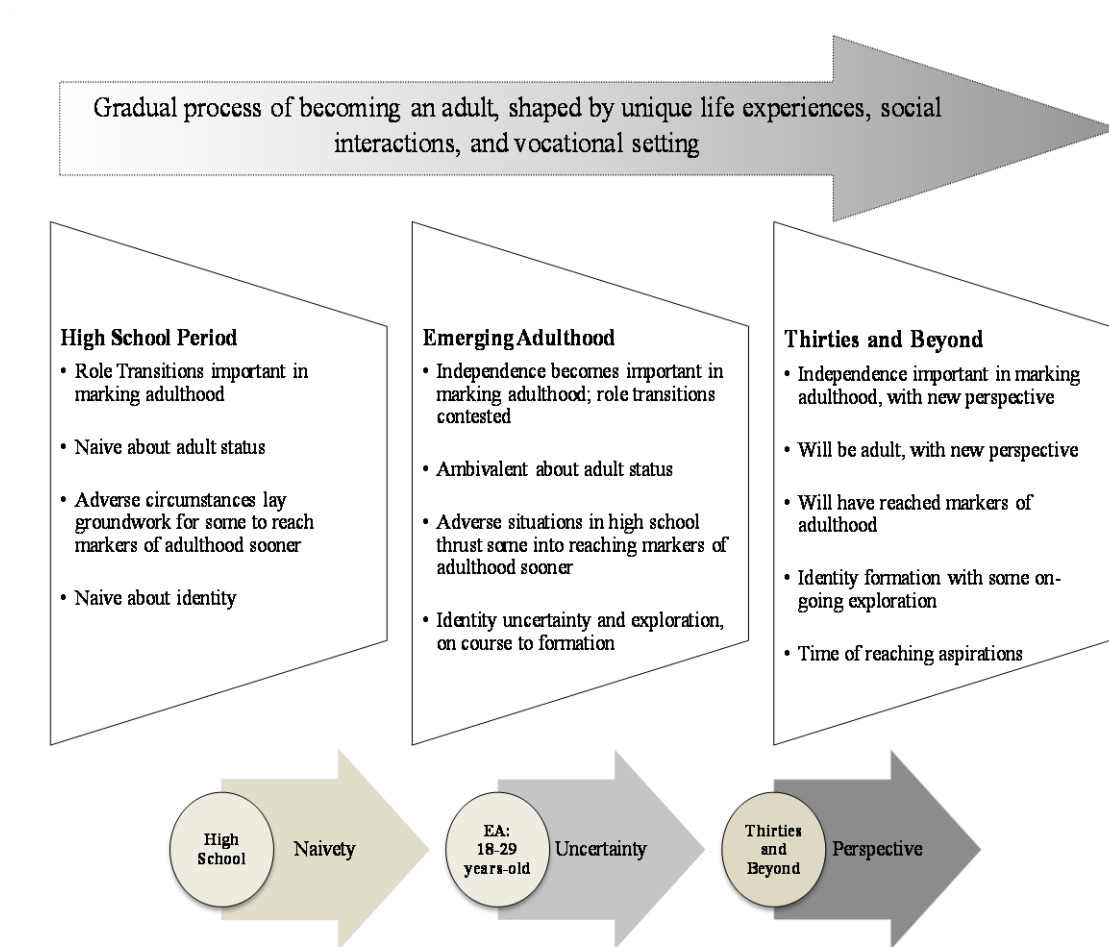 Gradual process of becoming an adult, shaped by unique life experiences, social
interactions, and vocational setting
High School Period
• Role Transitions important in
marking adulthood
• Naive about adult status
• Adverse circumstances lay
groundwork for some to reach
markers of adulthood sooner
• Naive about identity
Emerging Adulthood
• Independence becomes important in
marking adulthood; role transitions
contested
• Ambivalent about adult status
• Adverse situations in high school
thrust some into reaching markers of
adulthood sooner
• Identity uncertainty and exploration,
on course to formation
Thirties and Beyond
• Independence important in marking
adulthood, with new perspective
• Will be adult, with new perspective
• Will have reached markers of
adulthood
• Identity formation with some on-
going exploration
• Time of reaching aspirations
High
School
Naivety
EA:
18-29
years-old
Uncertainty
Thirties
and
Beyond
Perspective